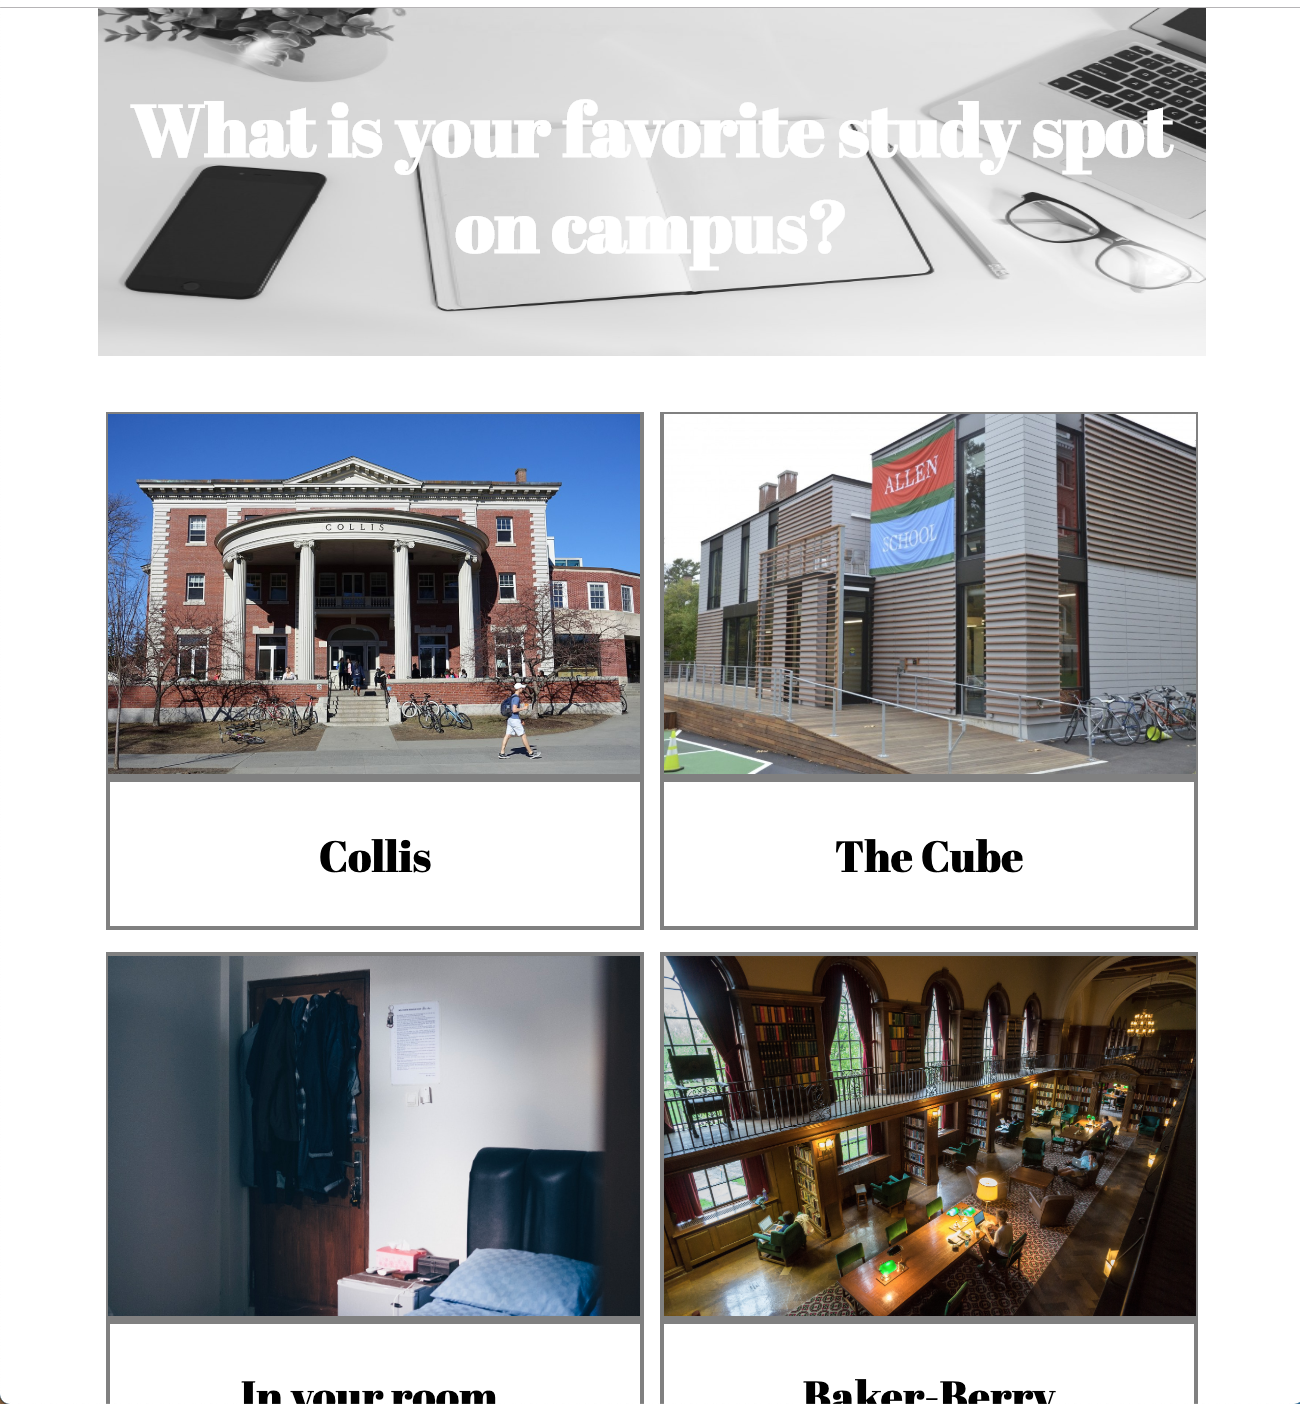 What is your favorite study spot
on campus?
COLLIS
ALLEN
SCHOOL
Collis
The Cube
In your room
Baker-Berry